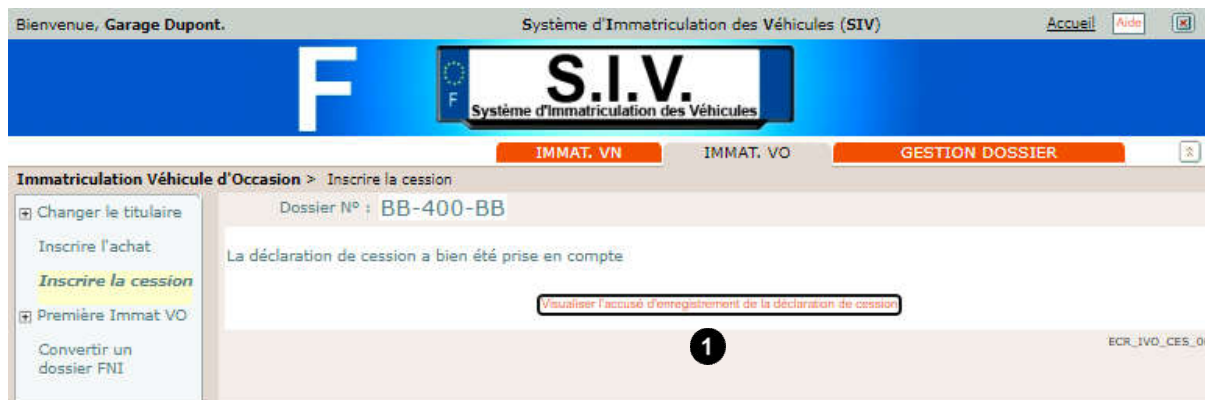 Bienvenue, Garage Dupont.
Système d'Immatriculation des Véhicules (SIV)
Accueil
Aide
F
F
S.I.V.
Système d'Immatriculation des Véhicules
IMMAT. VN
IMMAT. VO
GESTION DOSSIER
Immatriculation Véhicule d'Occasion > Inscrire la cession
Changer le titulaire
Inscrire l'achat
Inscrire la cession
Première Immat VO
Convertir un
dossier FNI
Dossier N° : BB-400-BB
La déclaration de cession a bien été prise en compte
Visualiser l'accusé d'enregistrement de la déclaration de cession
1
ECR_IVO_CES_0